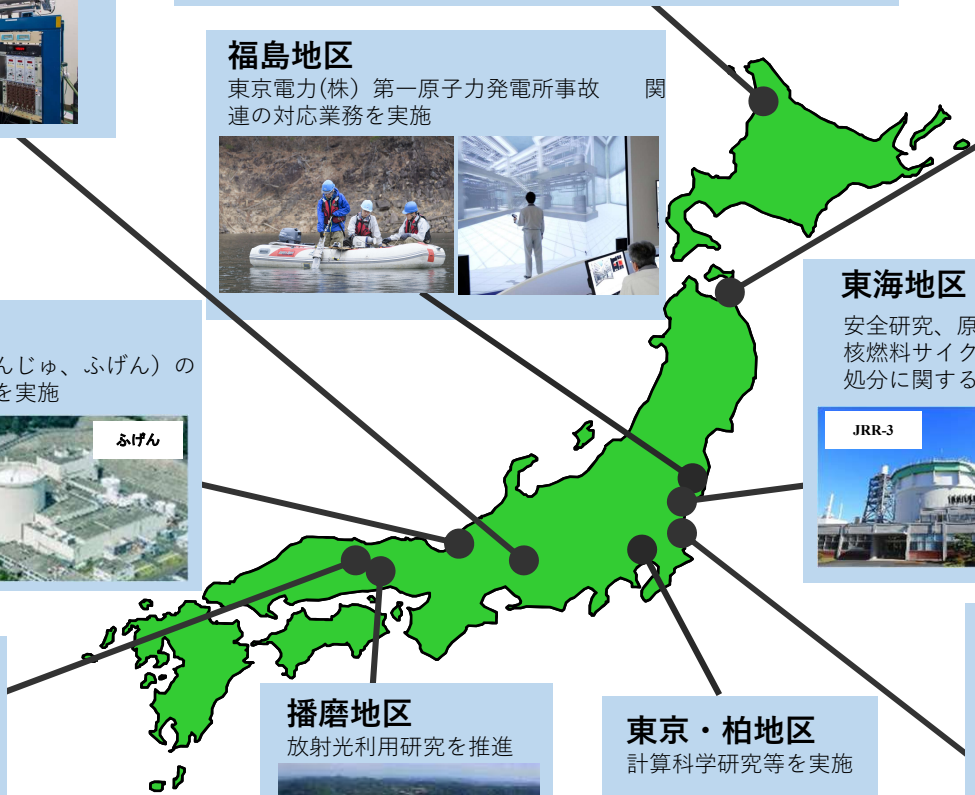 福島地区
東京電力(株) 第一原子力発電所事故　　関
連の対応業務を実施
東海地区
安全研究、原
核燃料サイク
処分に関する
JRR-3
んじゅ、ふげん）の
を実施
ふげん
播磨地区
放射光利用研究を推進
東京・柏地区
計算科学研究等を実施